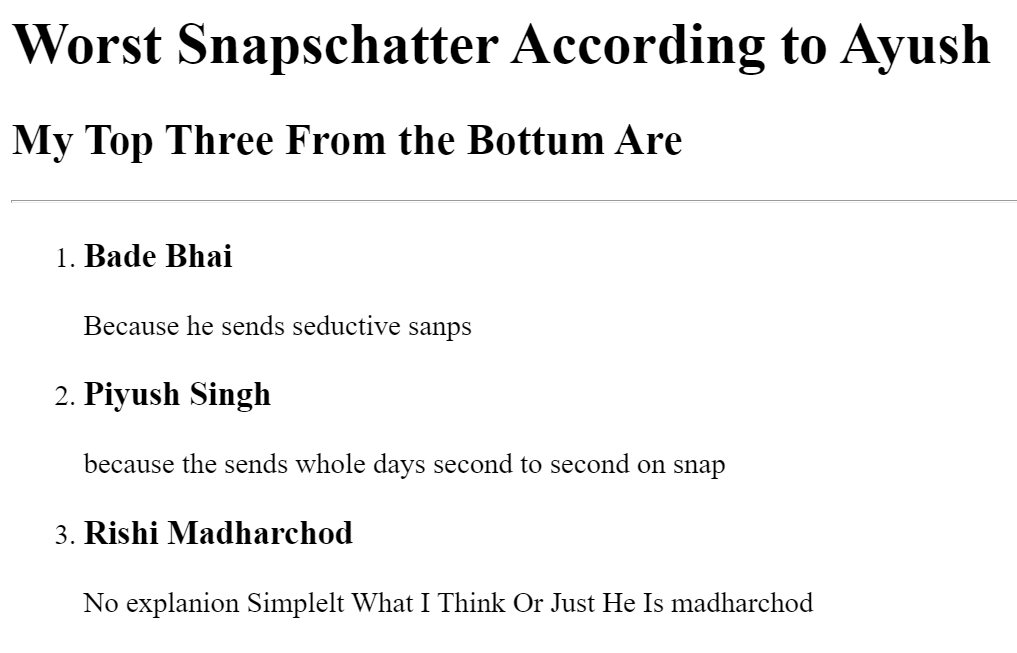 Worst Snapschatter According to Ayush
My Top Three From the Bottum Are
1. Bade Bhai
Because he sends seductive sanps
2. Piyush Singh
because the sends whole days second to second on snap
3. Rishi Madharchod
No explanion Simplelt What I Think Or Just He Is madharchod